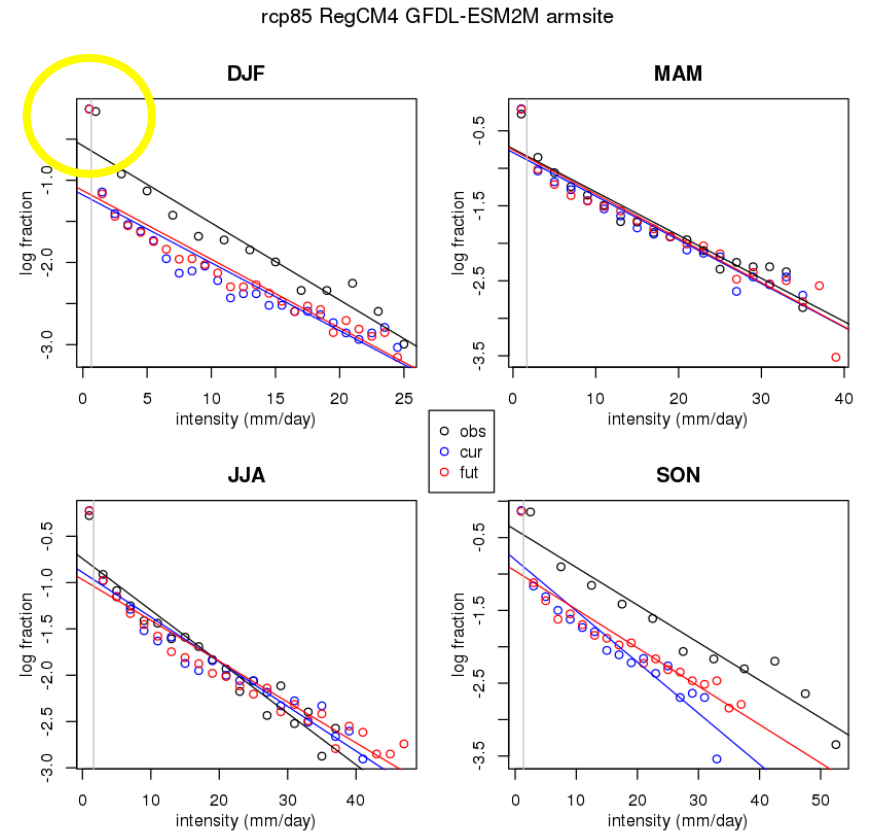 rcp85 RegCM4 GFDL-ESM2M armsite
DJF
log fraction
-1.0
-2.0
-3.0
0 5 10 15 20 25
intensity (mm/day)
MAM
log fraction
-0.5
-1.5
-2.5
-3.5
0 10 20 30 40
intensity (mm/day)
obs
cur
fut
JJA
log fraction
-0.5
-1.0
-1.5
-2.0
-2.5
-3.0
0 10 20 30 40
intensity (mm/day)
SON
log fraction
-0.5
-1.5
-2.5
-3.5
0 10 20 30 40 50
intensity (mm/day)